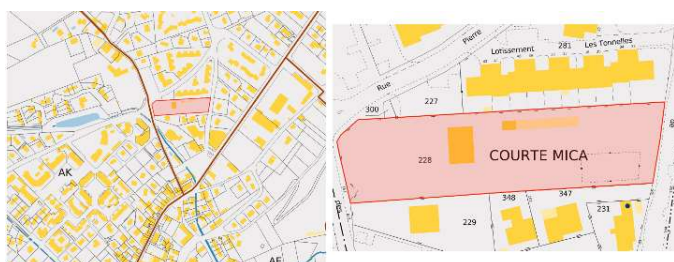 AK
AE
Rue Pierre
Lotissement 281 Les Tonnelles
300
227
228
COURTE MICA
348
347
229
231